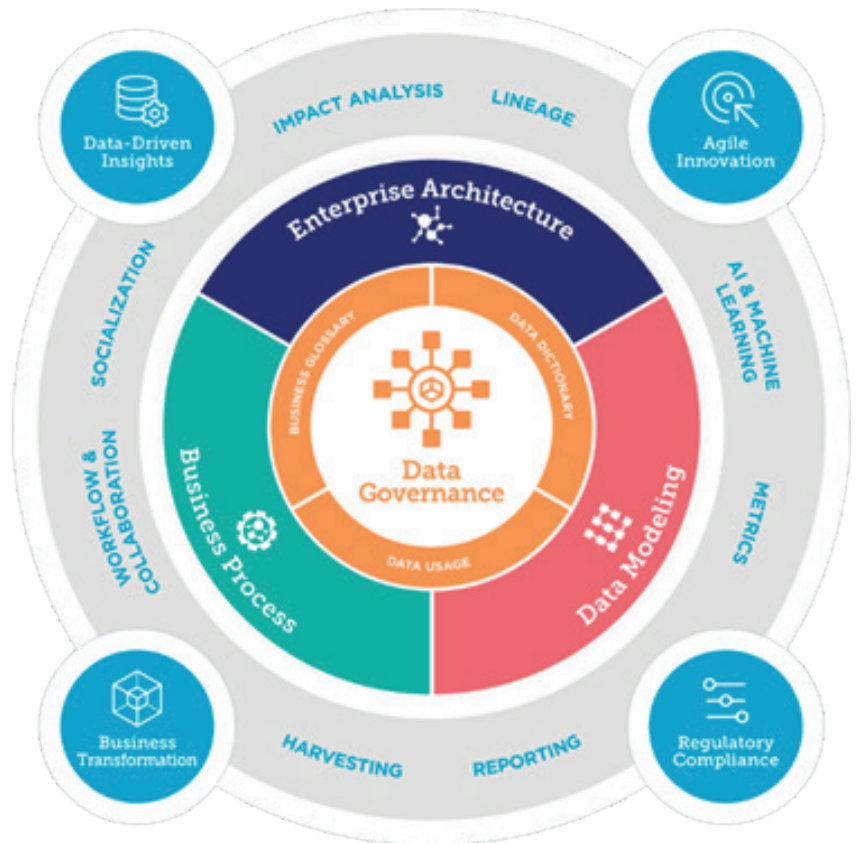 IMPACT ANALYSIS
LINEAGE
Data-Driven
Insights
Agile
Innovation
Enterprise Architecture
SOCIALIZATION
AI & MACHINE
LEARNING
BUSINESS GLOSSARY
DATA DICTIONARY
Data
Governance
WORKFLOW &
COLLABORATION
Business Process
Data Modeling
METRICS
DATA USAGE
Business
Transformation
HARVESTING
REPORTING
Regulatory
Compliance